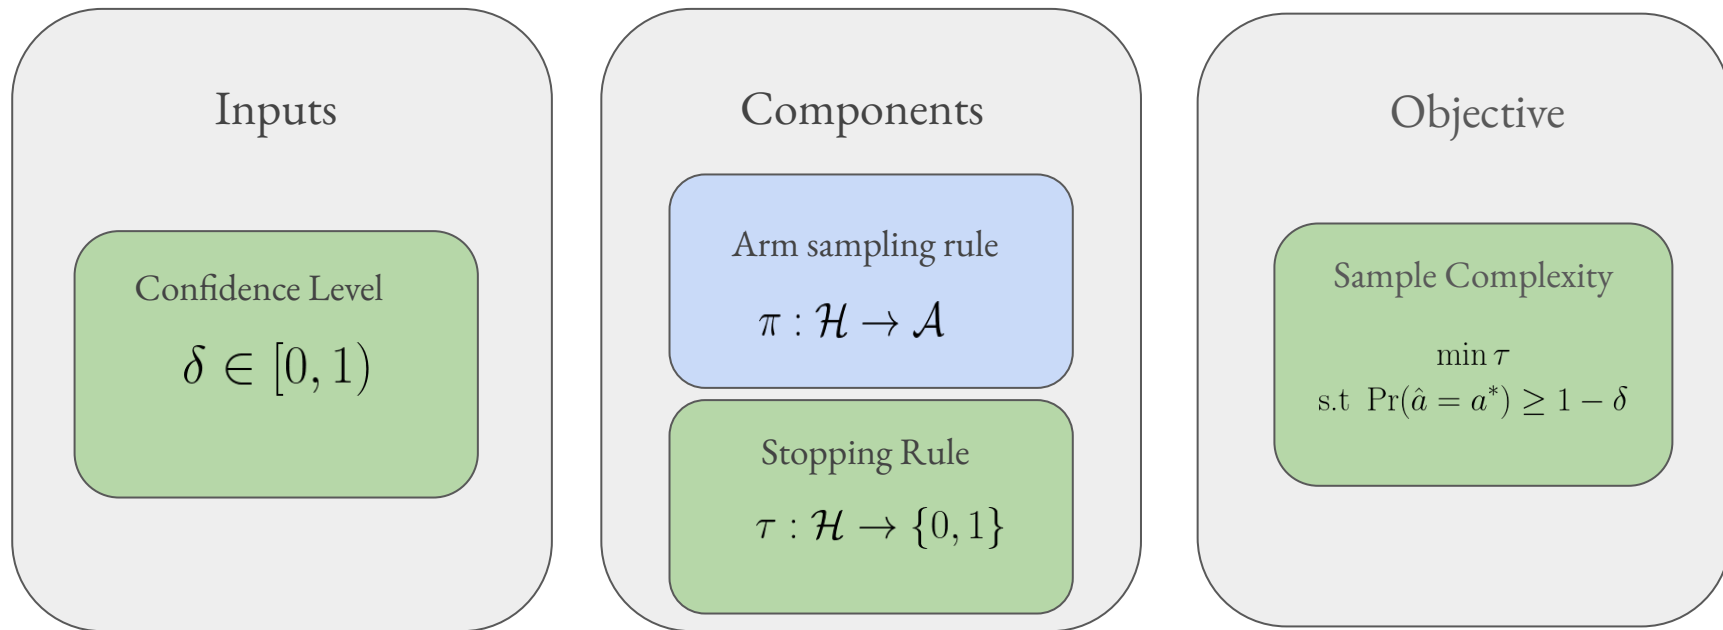 Inputs
Confidence Level
δ ∈ [0, 1)
Components
Arm sampling rule
π : ℋ → 𝒜
Stopping Rule
τ : ℋ → {0, 1}
Objective
Sample Complexity
min τ
s.t Pr(â = a*) ≥ 1 − δ